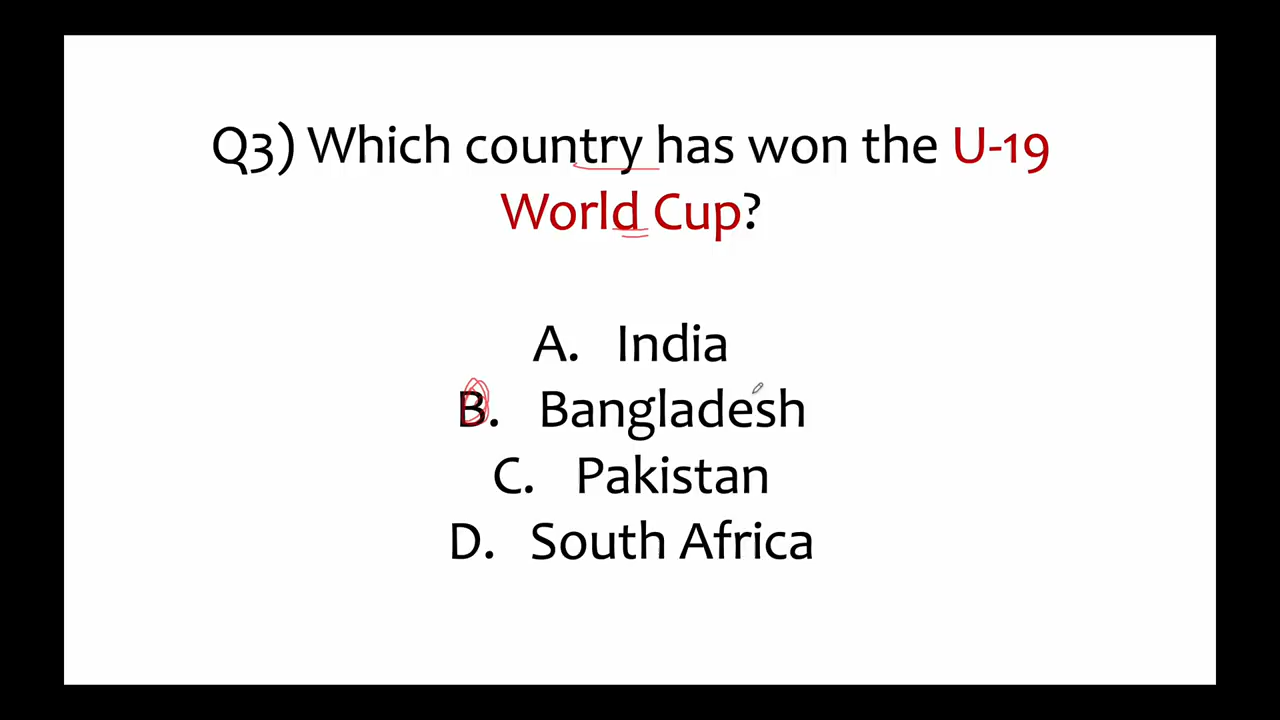 Q3) Which country has won the U-19
World Cup?
A. India
B. Bangladesh
C. Pakistan
D. South Africa